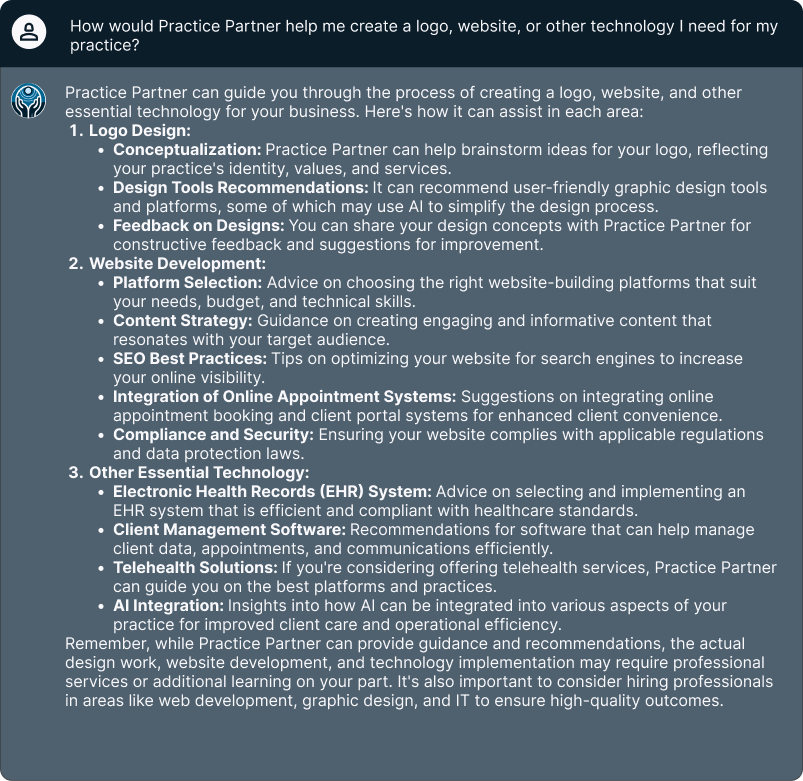 How would Practice Partner help me create a logo, website, or other technology I need for my
practice?
Practice Partner can guide you through the process of creating a logo, website, and other
essential technology for your business. Here's how it can assist in each area:
1. Logo Design:
• Conceptualization: Practice Partner can help brainstorm ideas for your logo, reflecting
your practice's identity, values, and services.
• Design Tools Recommendations: It can recommend user-friendly graphic design tools
and platforms, some of which may use AI to simplify the design process.
• Feedback on Designs: You can share your design concepts with Practice Partner for
constructive feedback and suggestions for improvement.
2. Website Development:
• Platform Selection: Advice on choosing the right website-building platforms that suit
your needs, budget, and technical skills.
• Content Strategy: Guidance on creating engaging and informative content that
resonates with your target audience.
• SEO Best Practices: Tips on optimizing your website for search engines to increase
your online visibility.
• Integration of Online Appointment Systems: Suggestions on integrating online
appointment booking and client portal systems for enhanced client convenience.
• Compliance and Security: Ensuring your website complies with applicable regulations
and data protection laws.
3. Other Essential Technology:
• Electronic Health Records (EHR) System: Advice on selecting and implementing an
EHR system that is efficient and compliant with healthcare standards.
• Client Management Software: Recommendations for software that can help manage
client data, appointments, and communications efficiently.
• Telehealth Solutions: If you're considering offering telehealth services, Practice Partner
can guide you on the best platforms and practices.
• AI Integration: Insights into how AI can be integrated into various aspects of your
practice for improved client care and operational efficiency.
Remember, while Practice Partner can provide guidance and recommendations, the actual
design work, website development, and technology implementation may require professional
services or additional learning on your part. It's also important to consider hiring professionals
in areas like web development, graphic design, and IT to ensure high-quality outcomes.